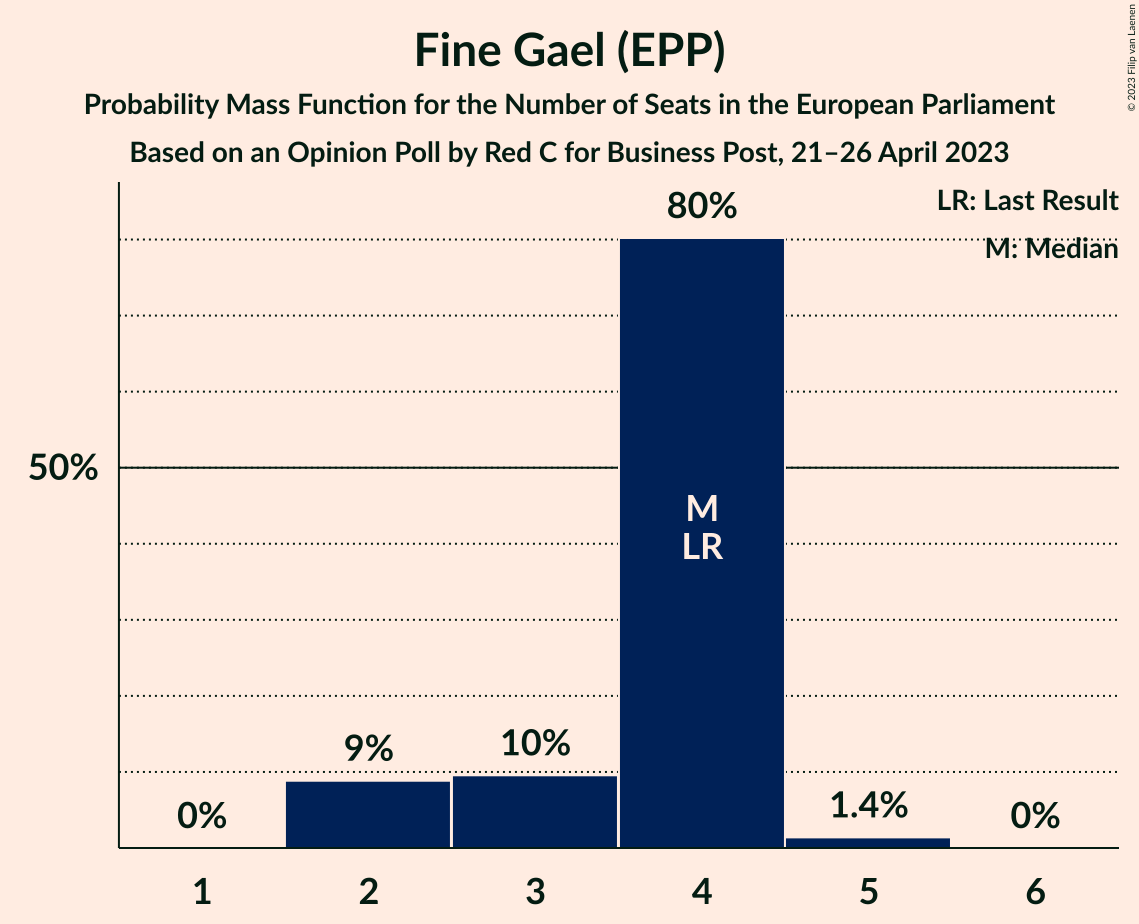 Fine Gael (EPP)
Probability Mass Function for the Number of Seats in the European Parliament
Based on an Opinion Poll by Red C for Business Post, 21–26 April 2023
© 2023 Filip van Laenen
LR: Last Result
M: Median
80%
50%
M
LR
10%
9%
1.4%
0%
0%
1 2 3 4 5 6